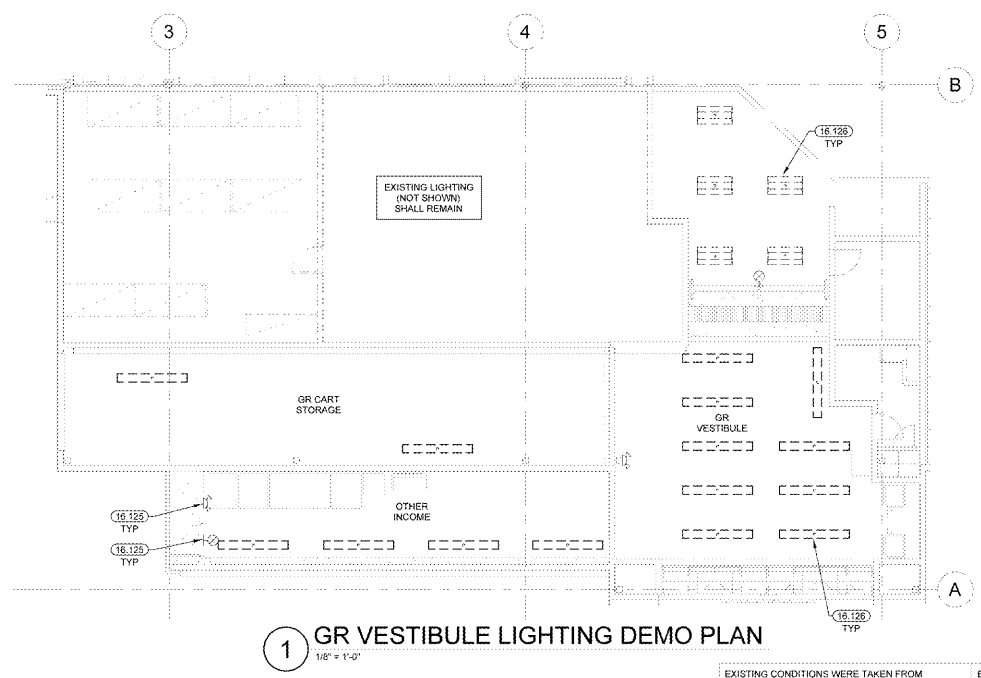 3
4
5
B
16.126
TYP
EXISTING LIGHTING
(NOT SHOWN)
SHALL REMAIN
GR CART
STORAGE
GR
VESTIBULE
OTHER
INCOME
16.125
TYP
16.125
TYP
A
16.126
TYP
1
GR VESTIBULE LIGHTING DEMO PLAN
1/8" = 1'-0"
EXISTING CONDITIONS WERE TAKEN FROM